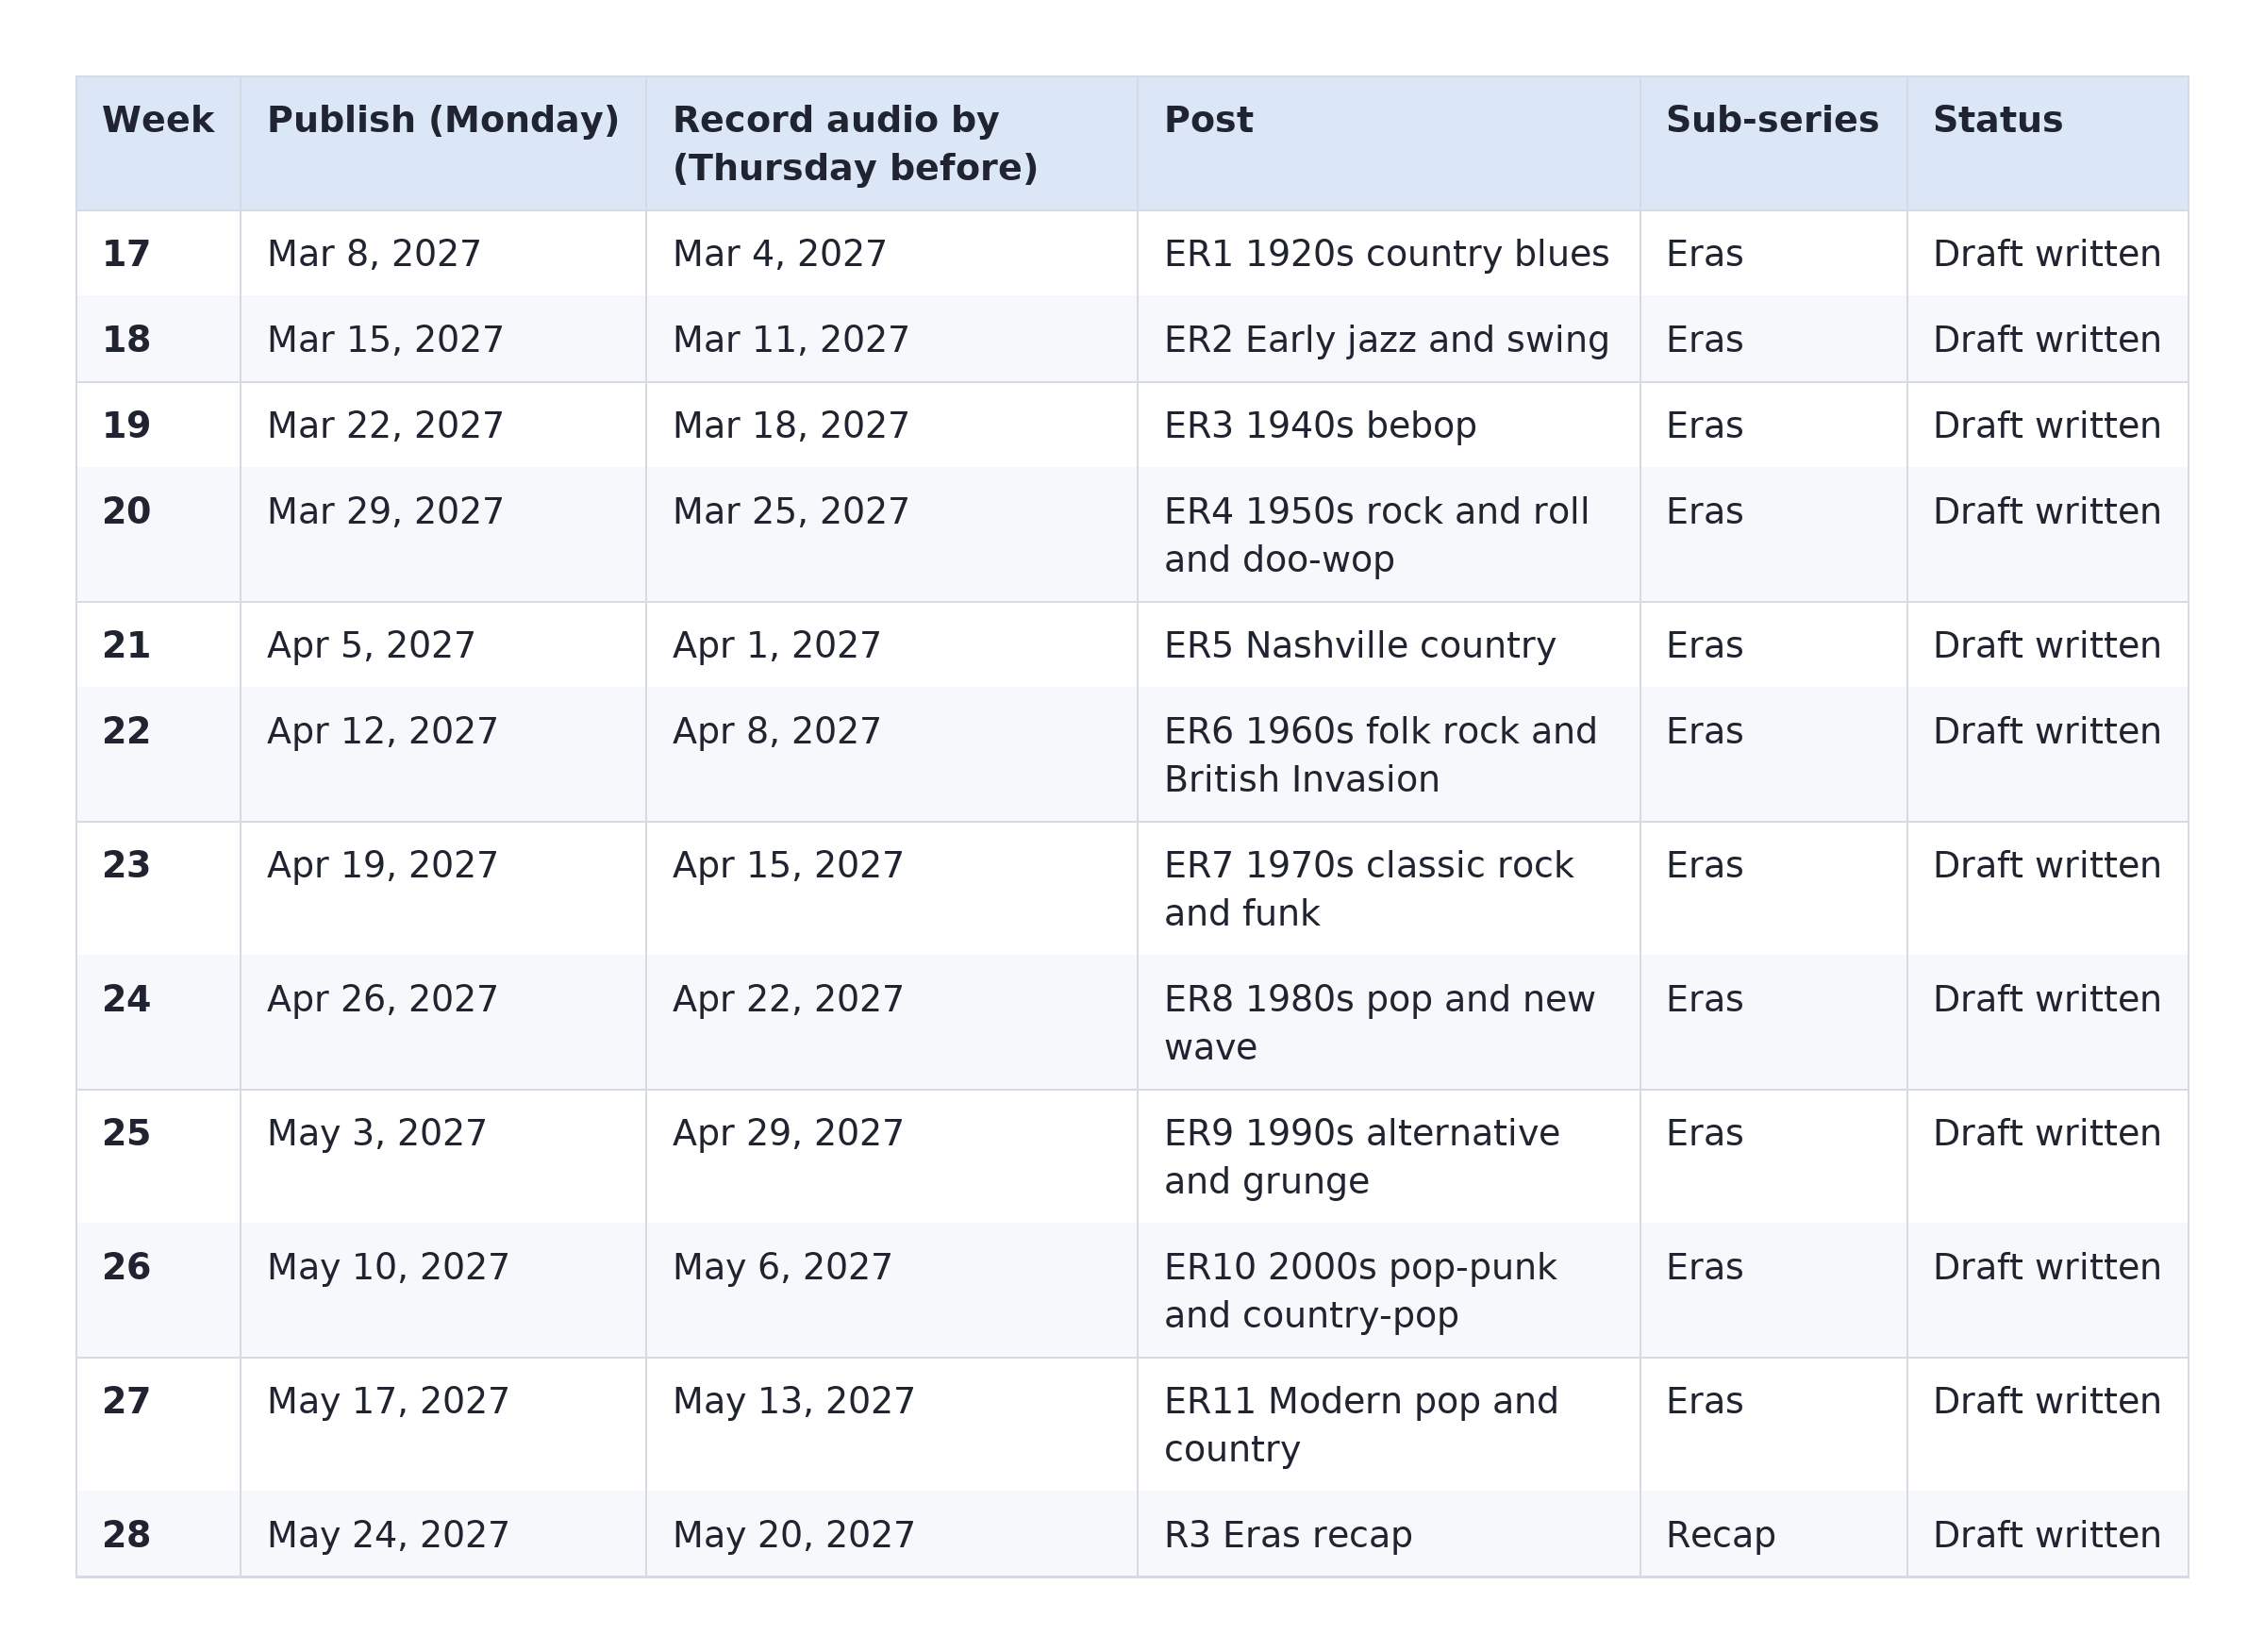 Week Publish (Monday) Record audio by (Thursday before) Post Sub-series Status
17 Mar 8, 2027 Mar 4, 2027 ER1 1920s country blues Eras Draft written
18 Mar 15, 2027 Mar 11, 2027 ER2 Early jazz and swing Eras Draft written
19 Mar 22, 2027 Mar 18, 2027 ER3 1940s bebop Eras Draft written
20 Mar 29, 2027 Mar 25, 2027 ER4 1950s rock and roll and doo-wop Eras Draft written
21 Apr 5, 2027 Apr 1, 2027 ER5 Nashville country Eras Draft written
22 Apr 12, 2027 Apr 8, 2027 ER6 1960s folk rock and British Invasion Eras Draft written
23 Apr 19, 2027 Apr 15, 2027 ER7 1970s classic rock and funk Eras Draft written
24 Apr 26, 2027 Apr 22, 2027 ER8 1980s pop and new wave Eras Draft written
25 May 3, 2027 Apr 29, 2027 ER9 1990s alternative and grunge Eras Draft written
26 May 10, 2027 May 6, 2027 ER10 2000s pop-punk and country-pop Eras Draft written
27 May 17, 2027 May 13, 2027 ER11 Modern pop and country Eras Draft written
28 May 24, 2027 May 20, 2027 R3 Eras recap Recap Draft written